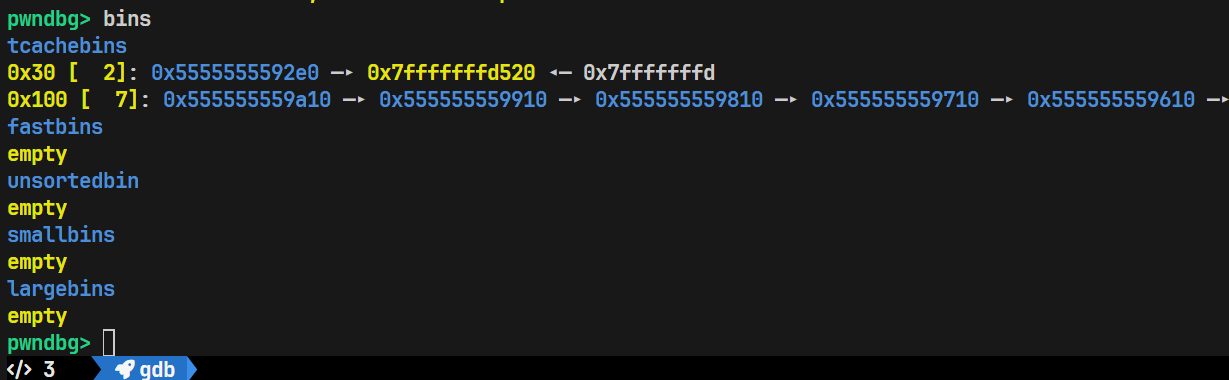 pwndbg> bins
tcachebins
0x30 [  2]: 0x5555555592e0 —▸ 0x7fffffffd520 ◂— 0x7fffffffd
0x100 [  7]: 0x555555559a10 —▸ 0x555555559910 —▸ 0x555555559810 —▸ 0x555555559710 —▸ 0x555555559610 —▸
fastbins
empty
unsortedbin
empty
smallbins
empty
largebins
empty
pwndbg>
</> 3 gdb